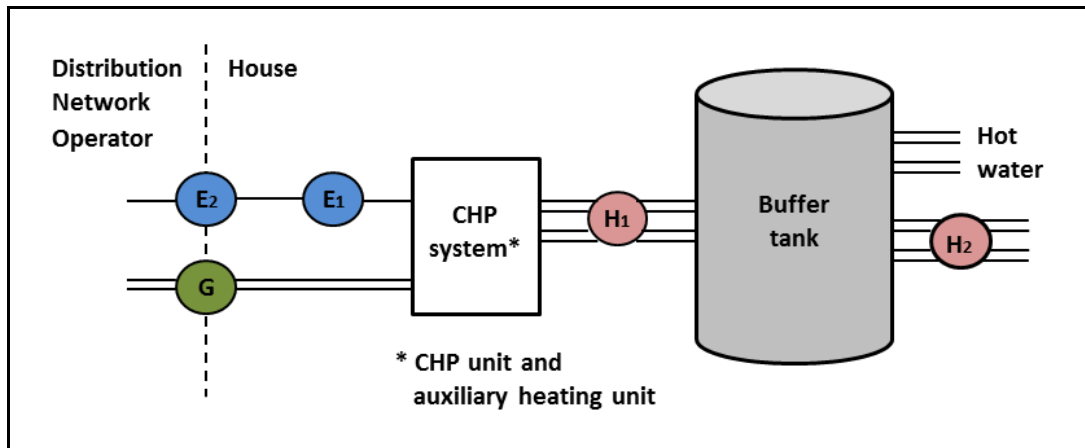 Distribution
Network
Operator
House
E2
E1
G
CHP
system*
H1
Buffer
tank
Hot
water
H2
* CHP unit and
auxiliary heating unit